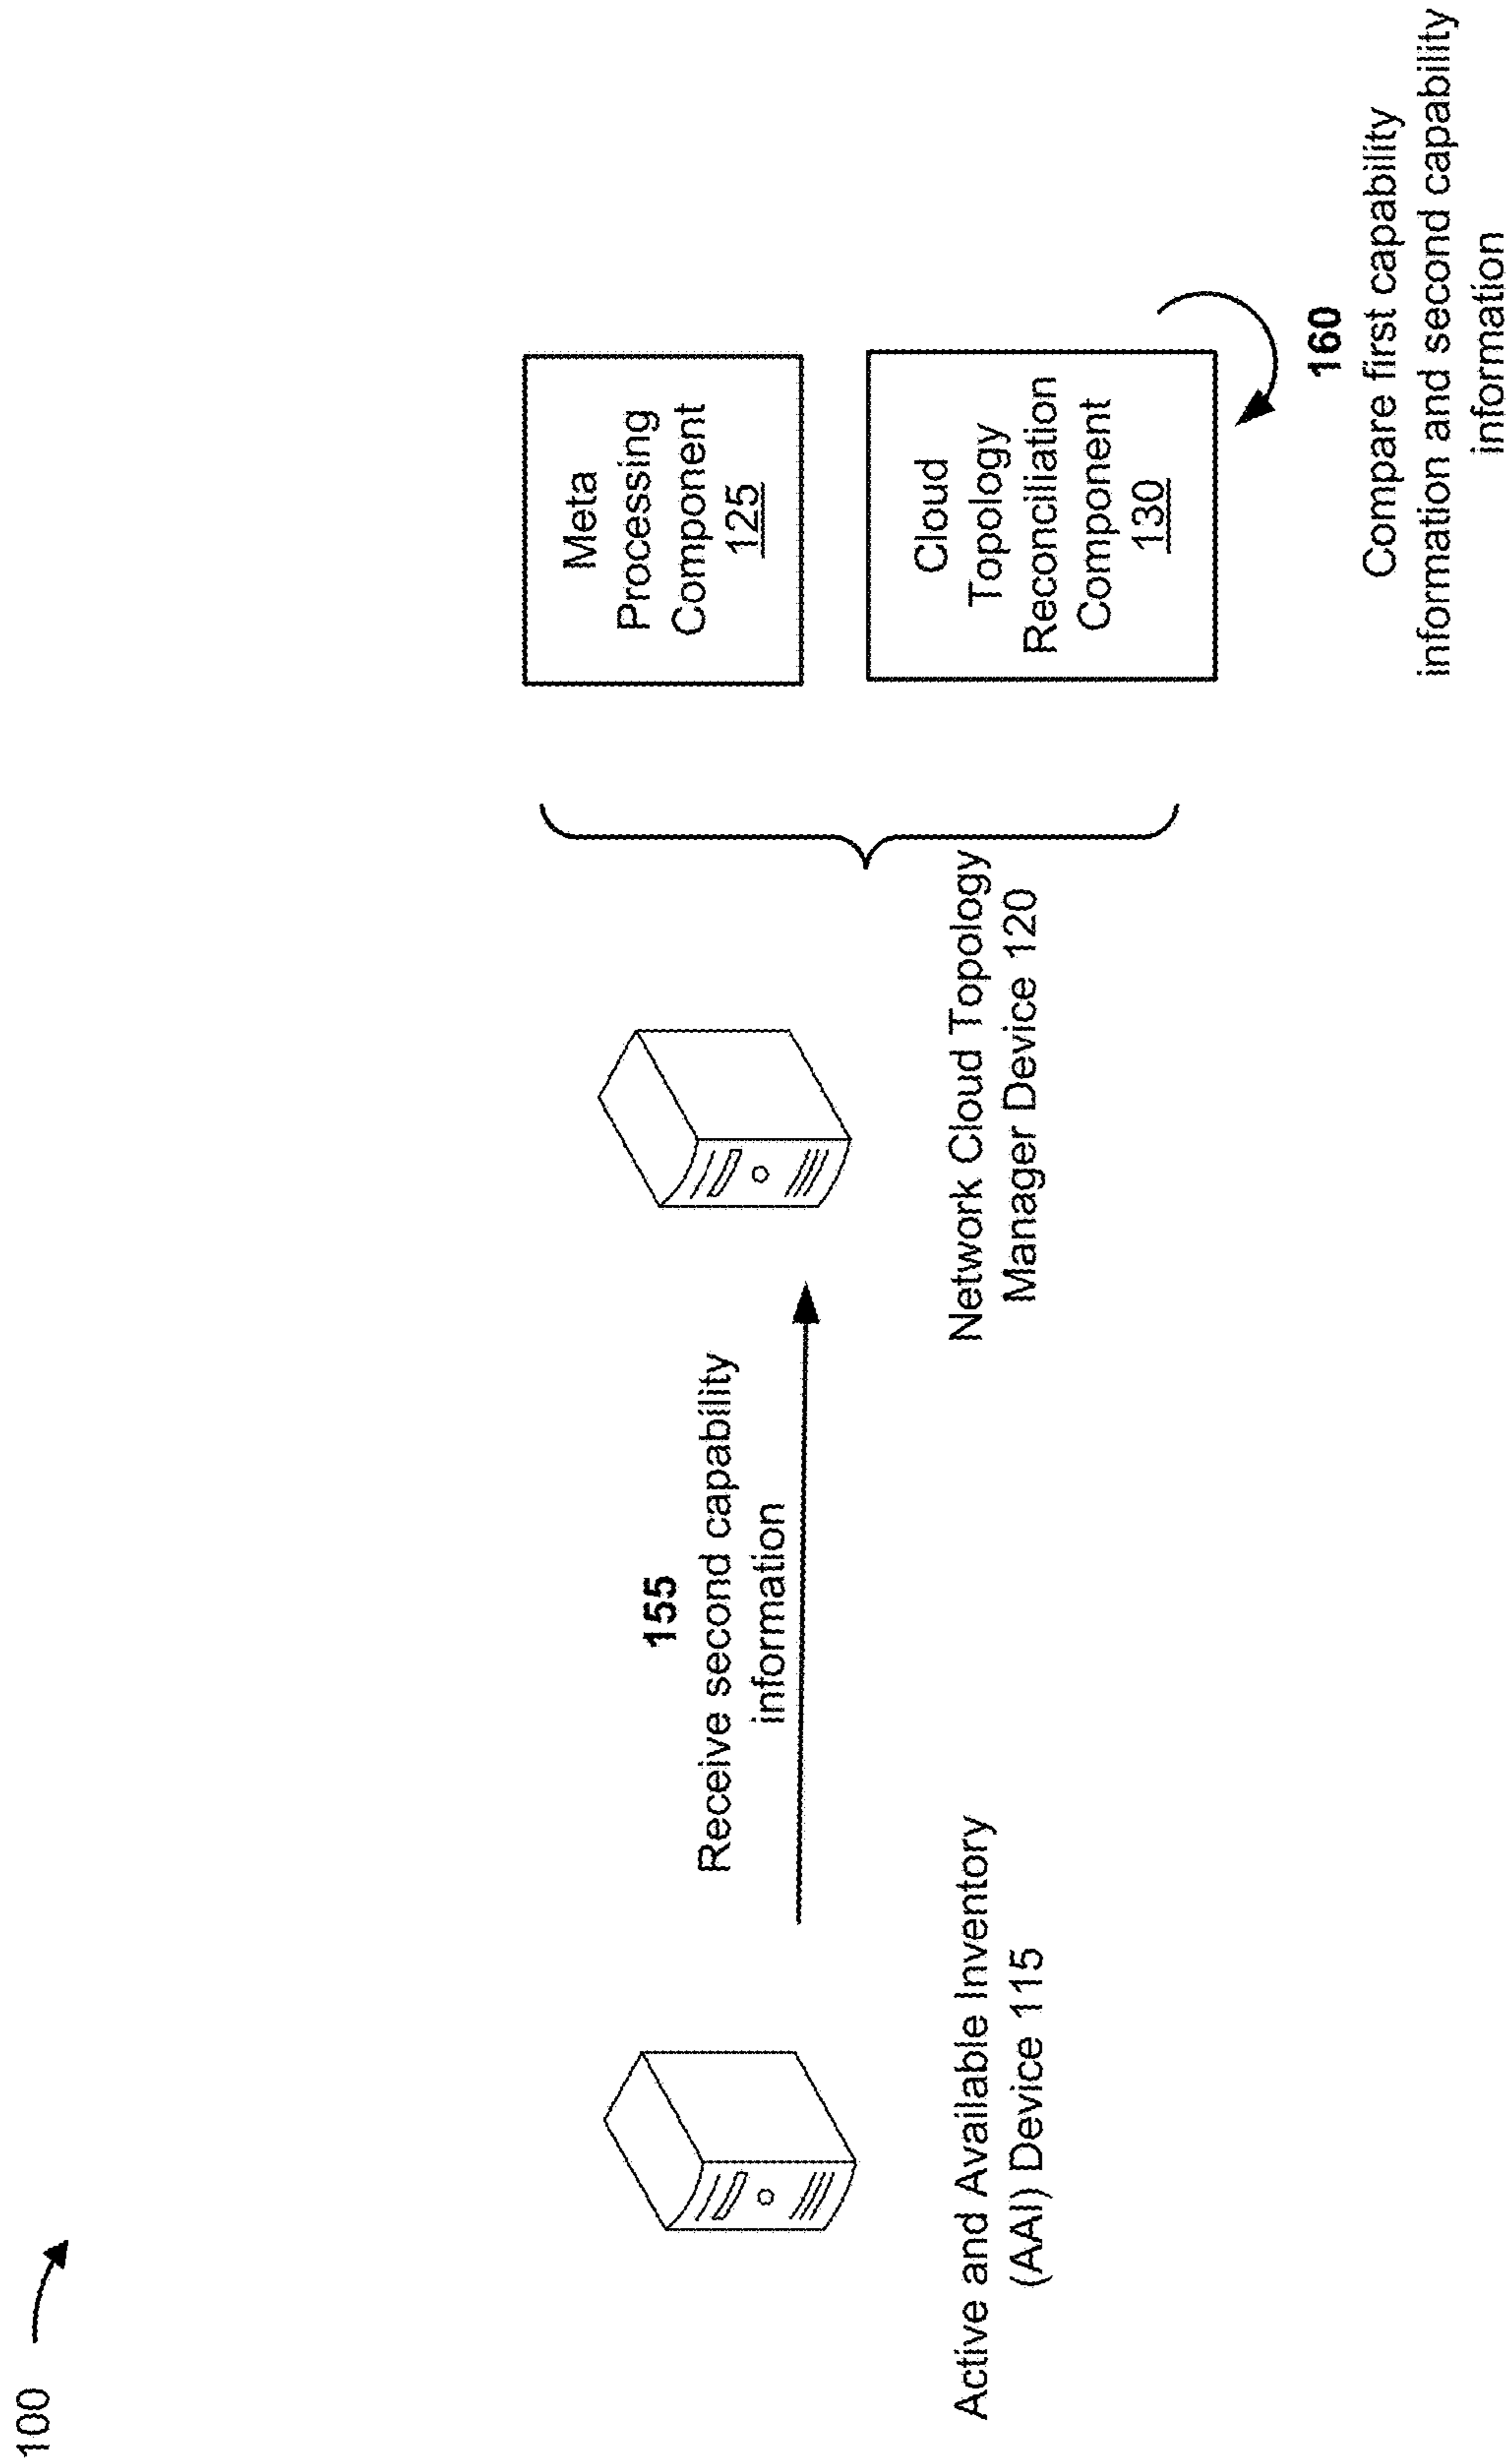 100
155
Receive second capability
information
Active and Available Inventory
(AAI) Device 115
Network Cloud Topology
Manager Device 120
Meta
Processing
Component
125
Cloud
Topology
Reconciliation
Component
130
160
Compare first capability
information and second capability
information